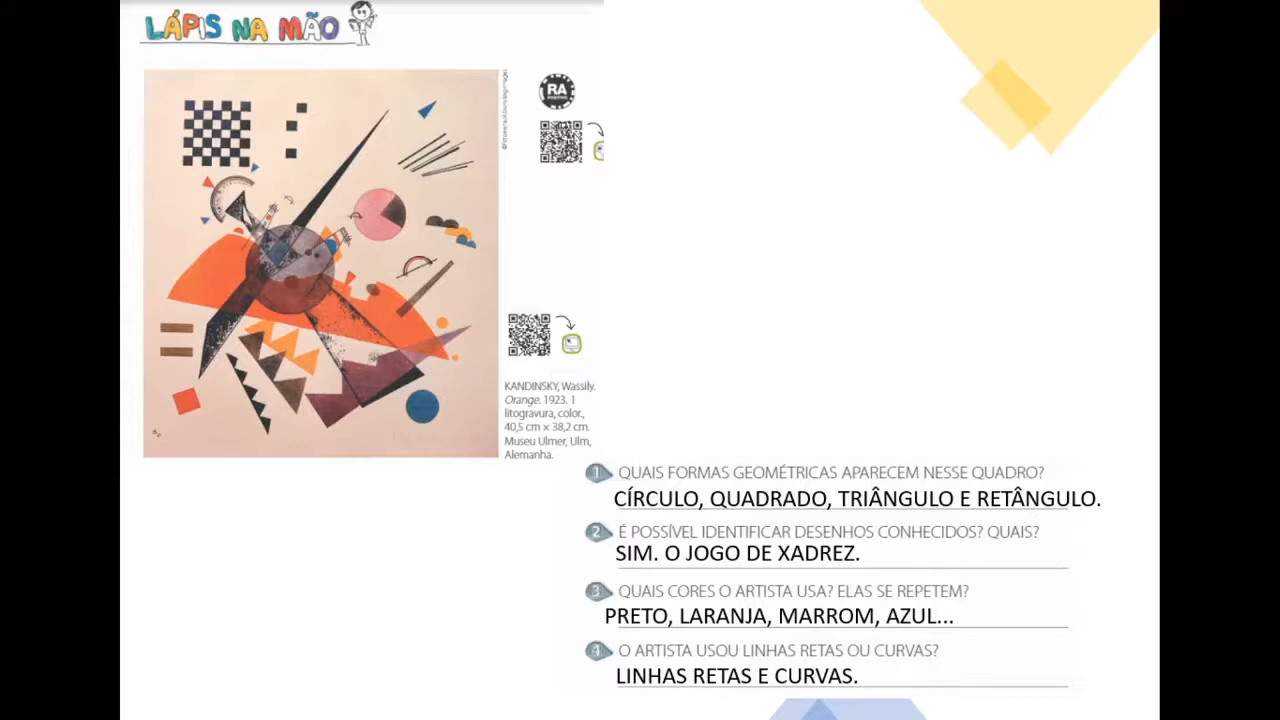 LÁPIS NA MÃO
RA
KANDINSKY, Wassily.
Orange. 1923. 1
litogravura, color.,
40,5 cm × 38,2 cm.
Museu Ulmer, Ulm,
Alemanha.
1 QUAIS FORMAS GEOMÉTRICAS APARECEM NESSE QUADRO?
CÍRCULO, QUADRADO, TRIÂNGULO E RETÂNGULO.
2 É POSSÍVEL IDENTIFICAR DESENHOS CONHECIDOS? QUAIS?
SIM. O JOGO DE XADREZ.
3 QUAIS CORES O ARTISTA USA? ELAS SE REPETEM?
PRETO, LARANJA, MARROM, AZUL...
4 O ARTISTA USOU LINHAS RETAS OU CURVAS?
LINHAS RETAS E CURVAS.